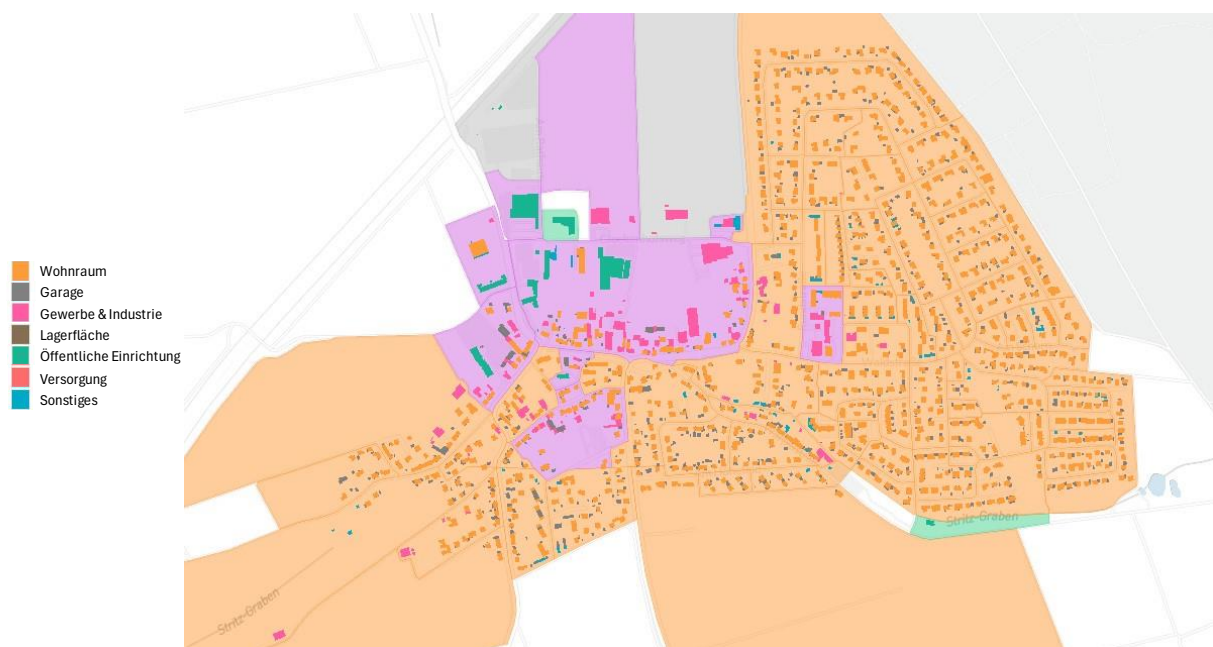 Wohnraum
Garage
Gewerbe & Industrie
Lagerfläche
Öffentliche Einrichtung
Versorgung
Sonstiges
Stritz-Graben
Stritz-Graben